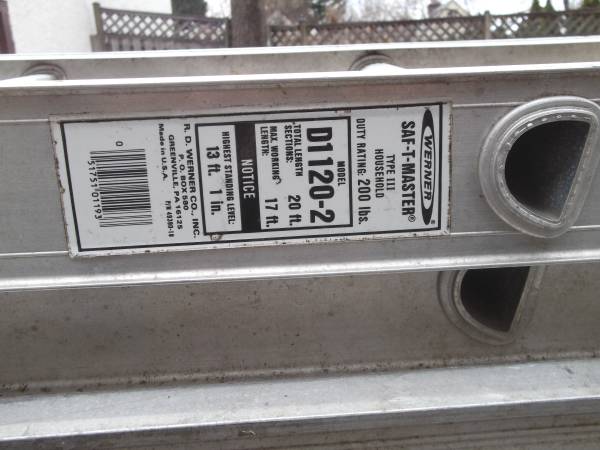 WERNER
SAF-T-MASTER®
TYPE III
HOUSEHOLD
DUTY RATING: 200 lbs.
MODEL
D1120-2
TOTAL LENGTH
SECTIONS: 20 ft.
MAX. WORKING
LENGTH: 17 ft.
NOTICE
HIGHEST STANDING LEVEL:
13 ft. 1 in.
R. D. WERNER CO., INC.
P. O. BOX 580
GREENVILLE, PA 16125
Made in U.S.A.
0 51751 01193